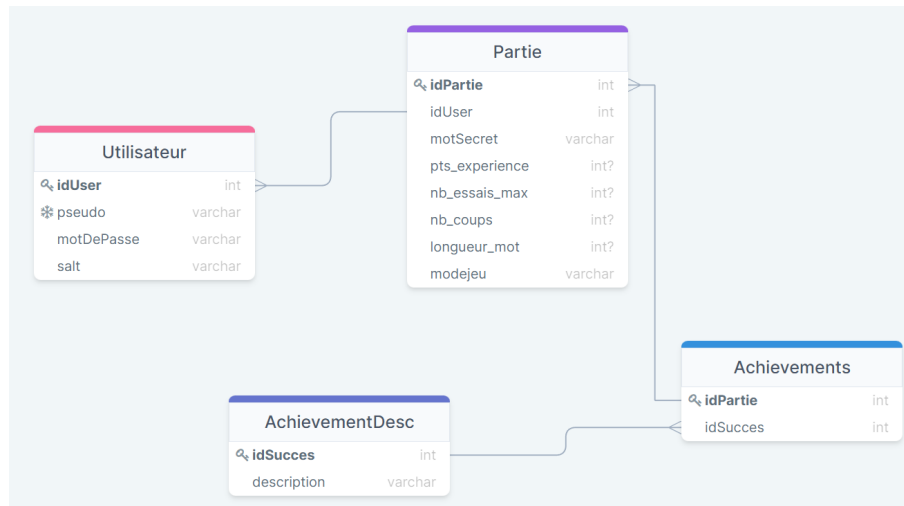 Partie
idPartie int
idUser int
motSecret varchar
pts_experience int?
nb_essais_max int?
nb_coups int?
longueur_mot int?
modejeu varchar
Utilisateur
idUser int
pseudo varchar
motDePasse varchar
salt varchar
Achievements
idPartie int
idSucces int
AchievementDesc
idSucces int
description varchar